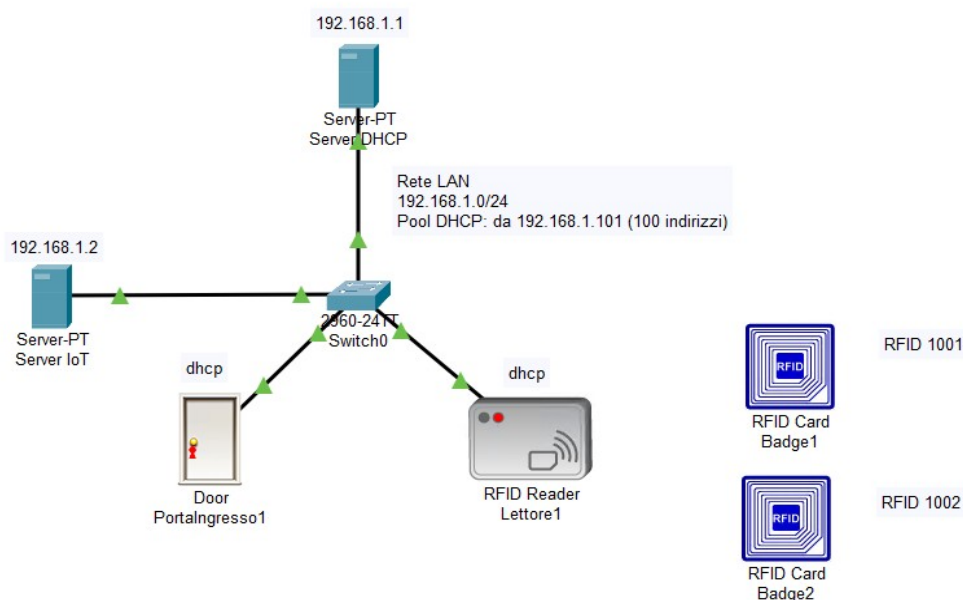 192.168.1.1
Server-PT
Server DHCP
Rete LAN
192.168.1.0/24
Pool DHCP: da 192.168.1.101 (100 indirizzi)
192.168.1.2
Server-PT
Server IoT
2960-24TT
Switch0
dhcp
dhcp
Door
PortaIngresso1
RFID Reader
Lettore1
RFID
RFID 1001
RFID Card
Badge1
RFID
RFID 1002
RFID Card
Badge2